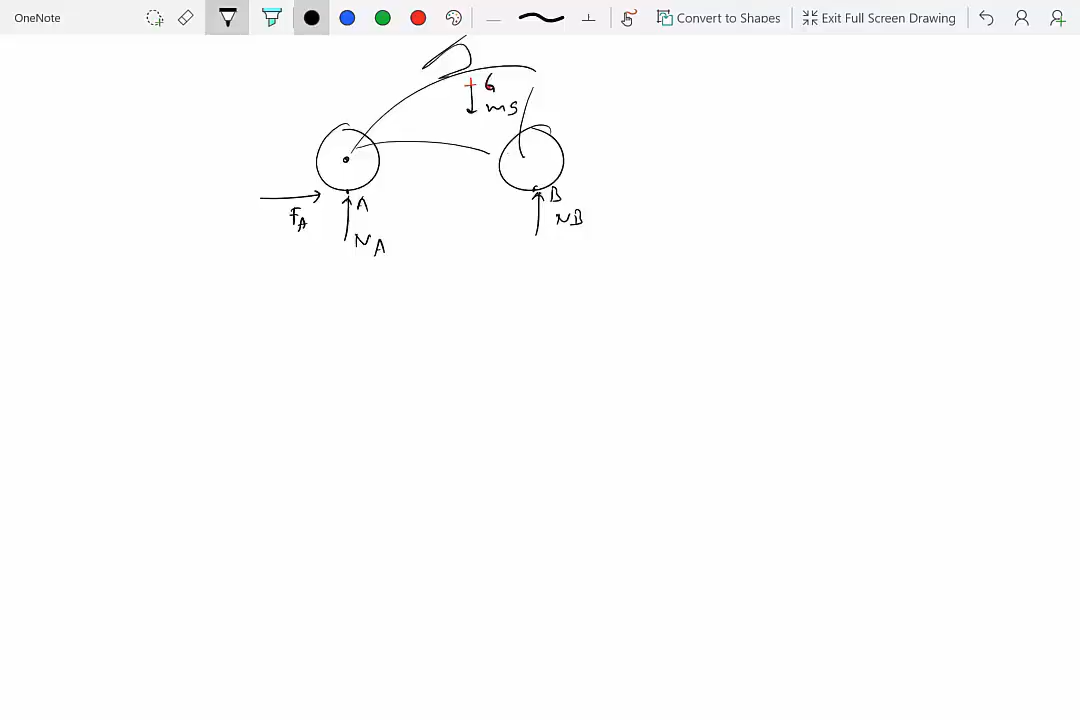 OneNote
Convert to Shapes
Exit Full Screen Drawing
G
mg
A
B
FA
NB
NA